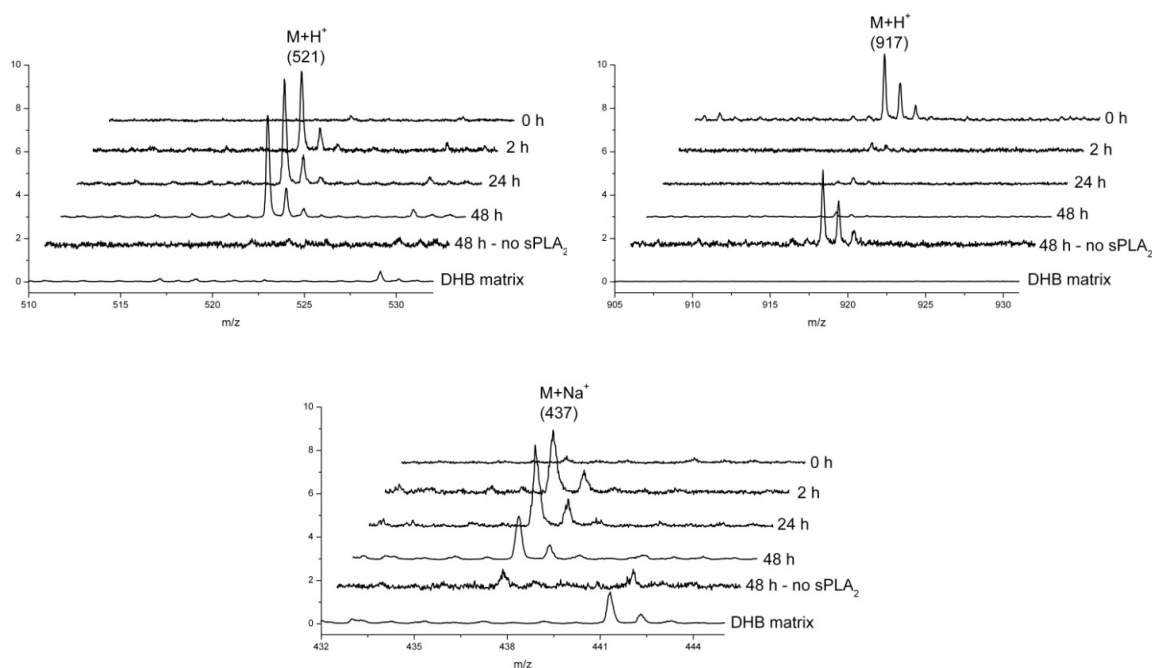 M+H⁺
(521)
10
8
6
4
2
0
0 h
2 h
24 h
48 h
48 h - no sPLA₂
DHB matrix
510 515 520 525 530
m/z
M+H⁺
(917)
10
8
6
4
2
0
0 h
2 h
24 h
48 h
48 h - no sPLA₂
DHB matrix
905 910 915 920 925 930
m/z
M+Na⁺
(437)
10
8
6
4
2
0
0 h
2 h
24 h
48 h
48 h - no sPLA₂
DHB matrix
432 435 438 441 444
m/z